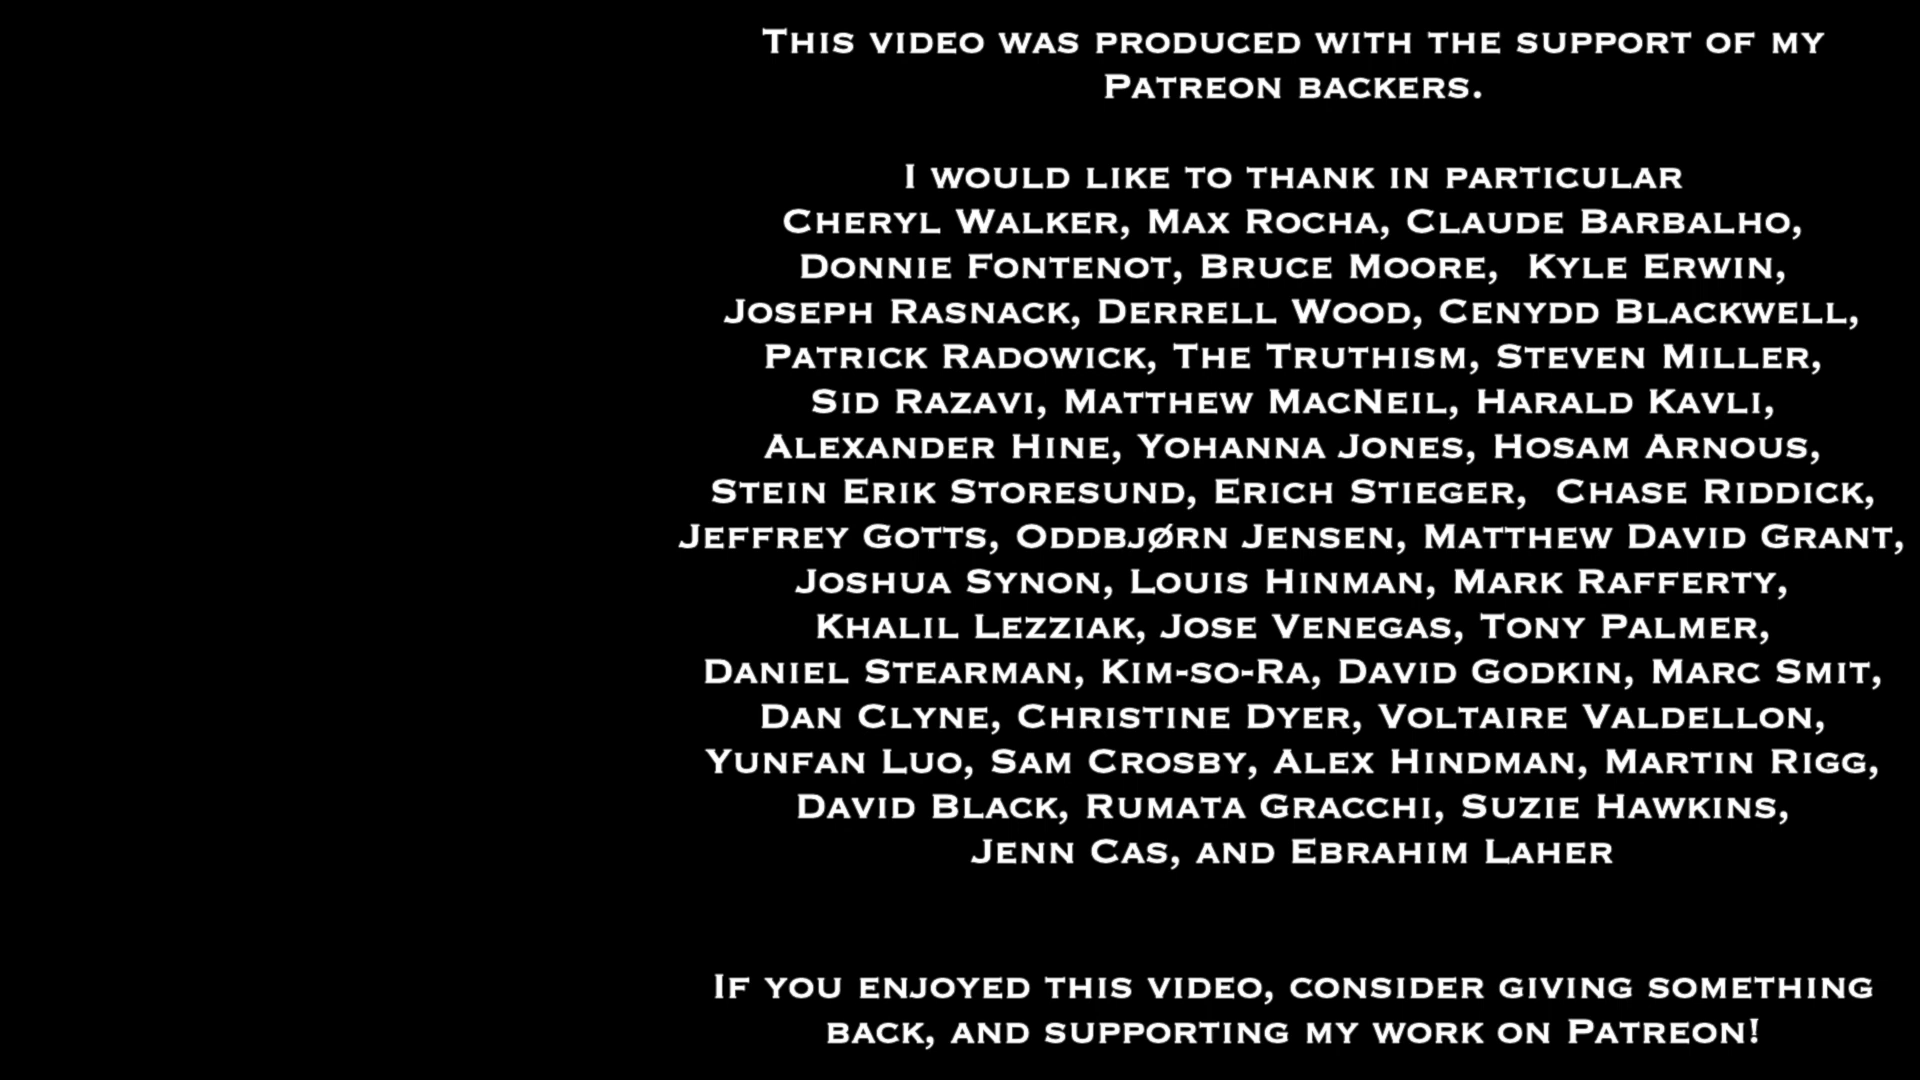 This video was produced with the support of my
Patreon backers.
I would like to thank in particular
Cheryl Walker, Max Rocha, Claude Barbalho,
Donnie Fontenot, Bruce Moore,  Kyle Erwin,
Joseph Rasnack, Derrell Wood, Cenydd Blackwell,
Patrick Radowick, The Truthism, Steven Miller,
Sid Razavi, Matthew MacNeil, Harald Kavli,
Alexander Hine, Yohanna Jones, Hosam Arnous,
Stein Erik Storesund, Erich Stieger,  Chase Riddick,
Jeffrey Gotts, Oddbjørn Jensen, Matthew David Grant,
Joshua Synon, Louis Hinman, Mark Rafferty,
Khalil Lezziak, Jose Venegas, Tony Palmer,
Daniel Stearman, Kim-so-Ra, David Godkin, Marc Smit,
Dan Clyne, Christine Dyer, Voltaire Valdellon,
Yunfan Luo, Sam Crosby, Alex Hindman, Martin Rigg,
David Black, Rumata Gracchi, Suzie Hawkins,
Jenn Cas, and Ebrahim Laher
If you enjoyed this video, consider giving something
back, and supporting my work on Patreon!